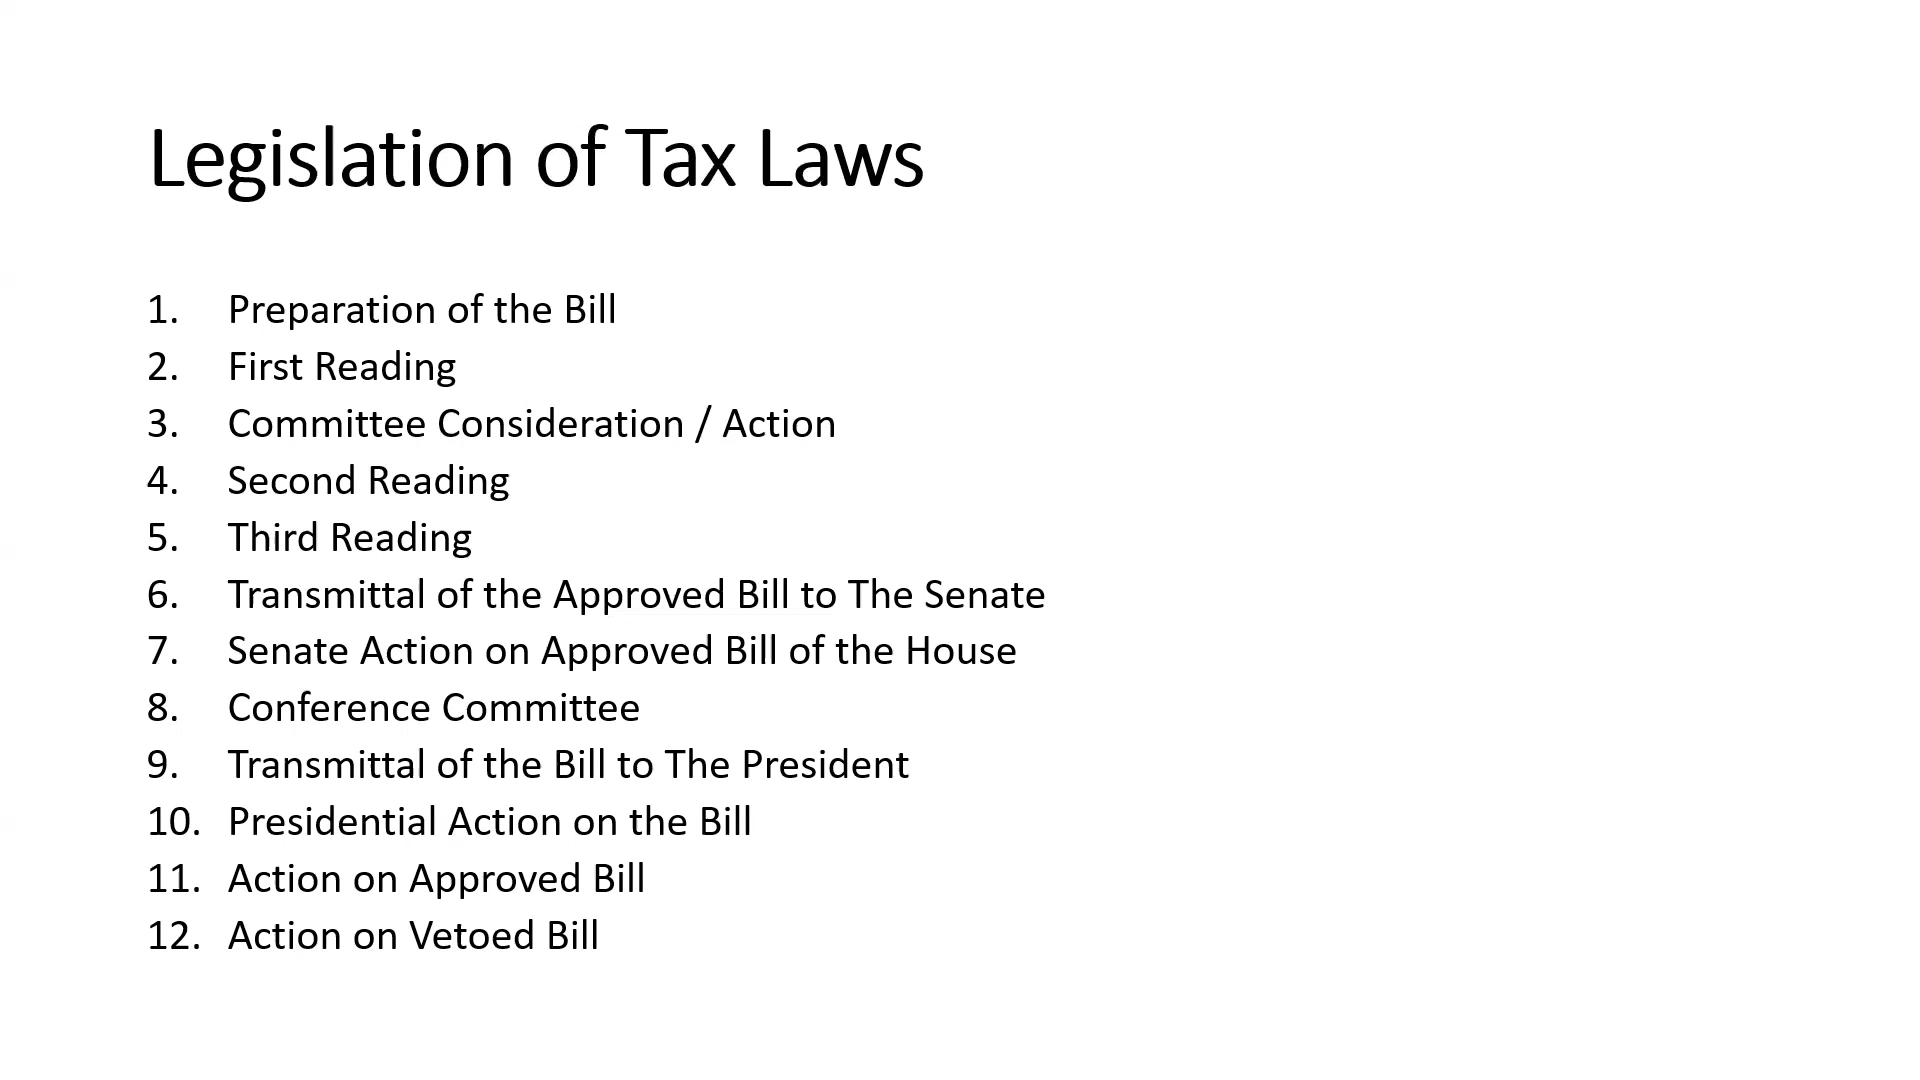 Legislation of Tax Laws
1. Preparation of the Bill
2. First Reading
3. Committee Consideration / Action
4. Second Reading
5. Third Reading
6. Transmittal of the Approved Bill to The Senate
7. Senate Action on Approved Bill of the House
8. Conference Committee
9. Transmittal of the Bill to The President
10. Presidential Action on the Bill
11. Action on Approved Bill
12. Action on Vetoed Bill